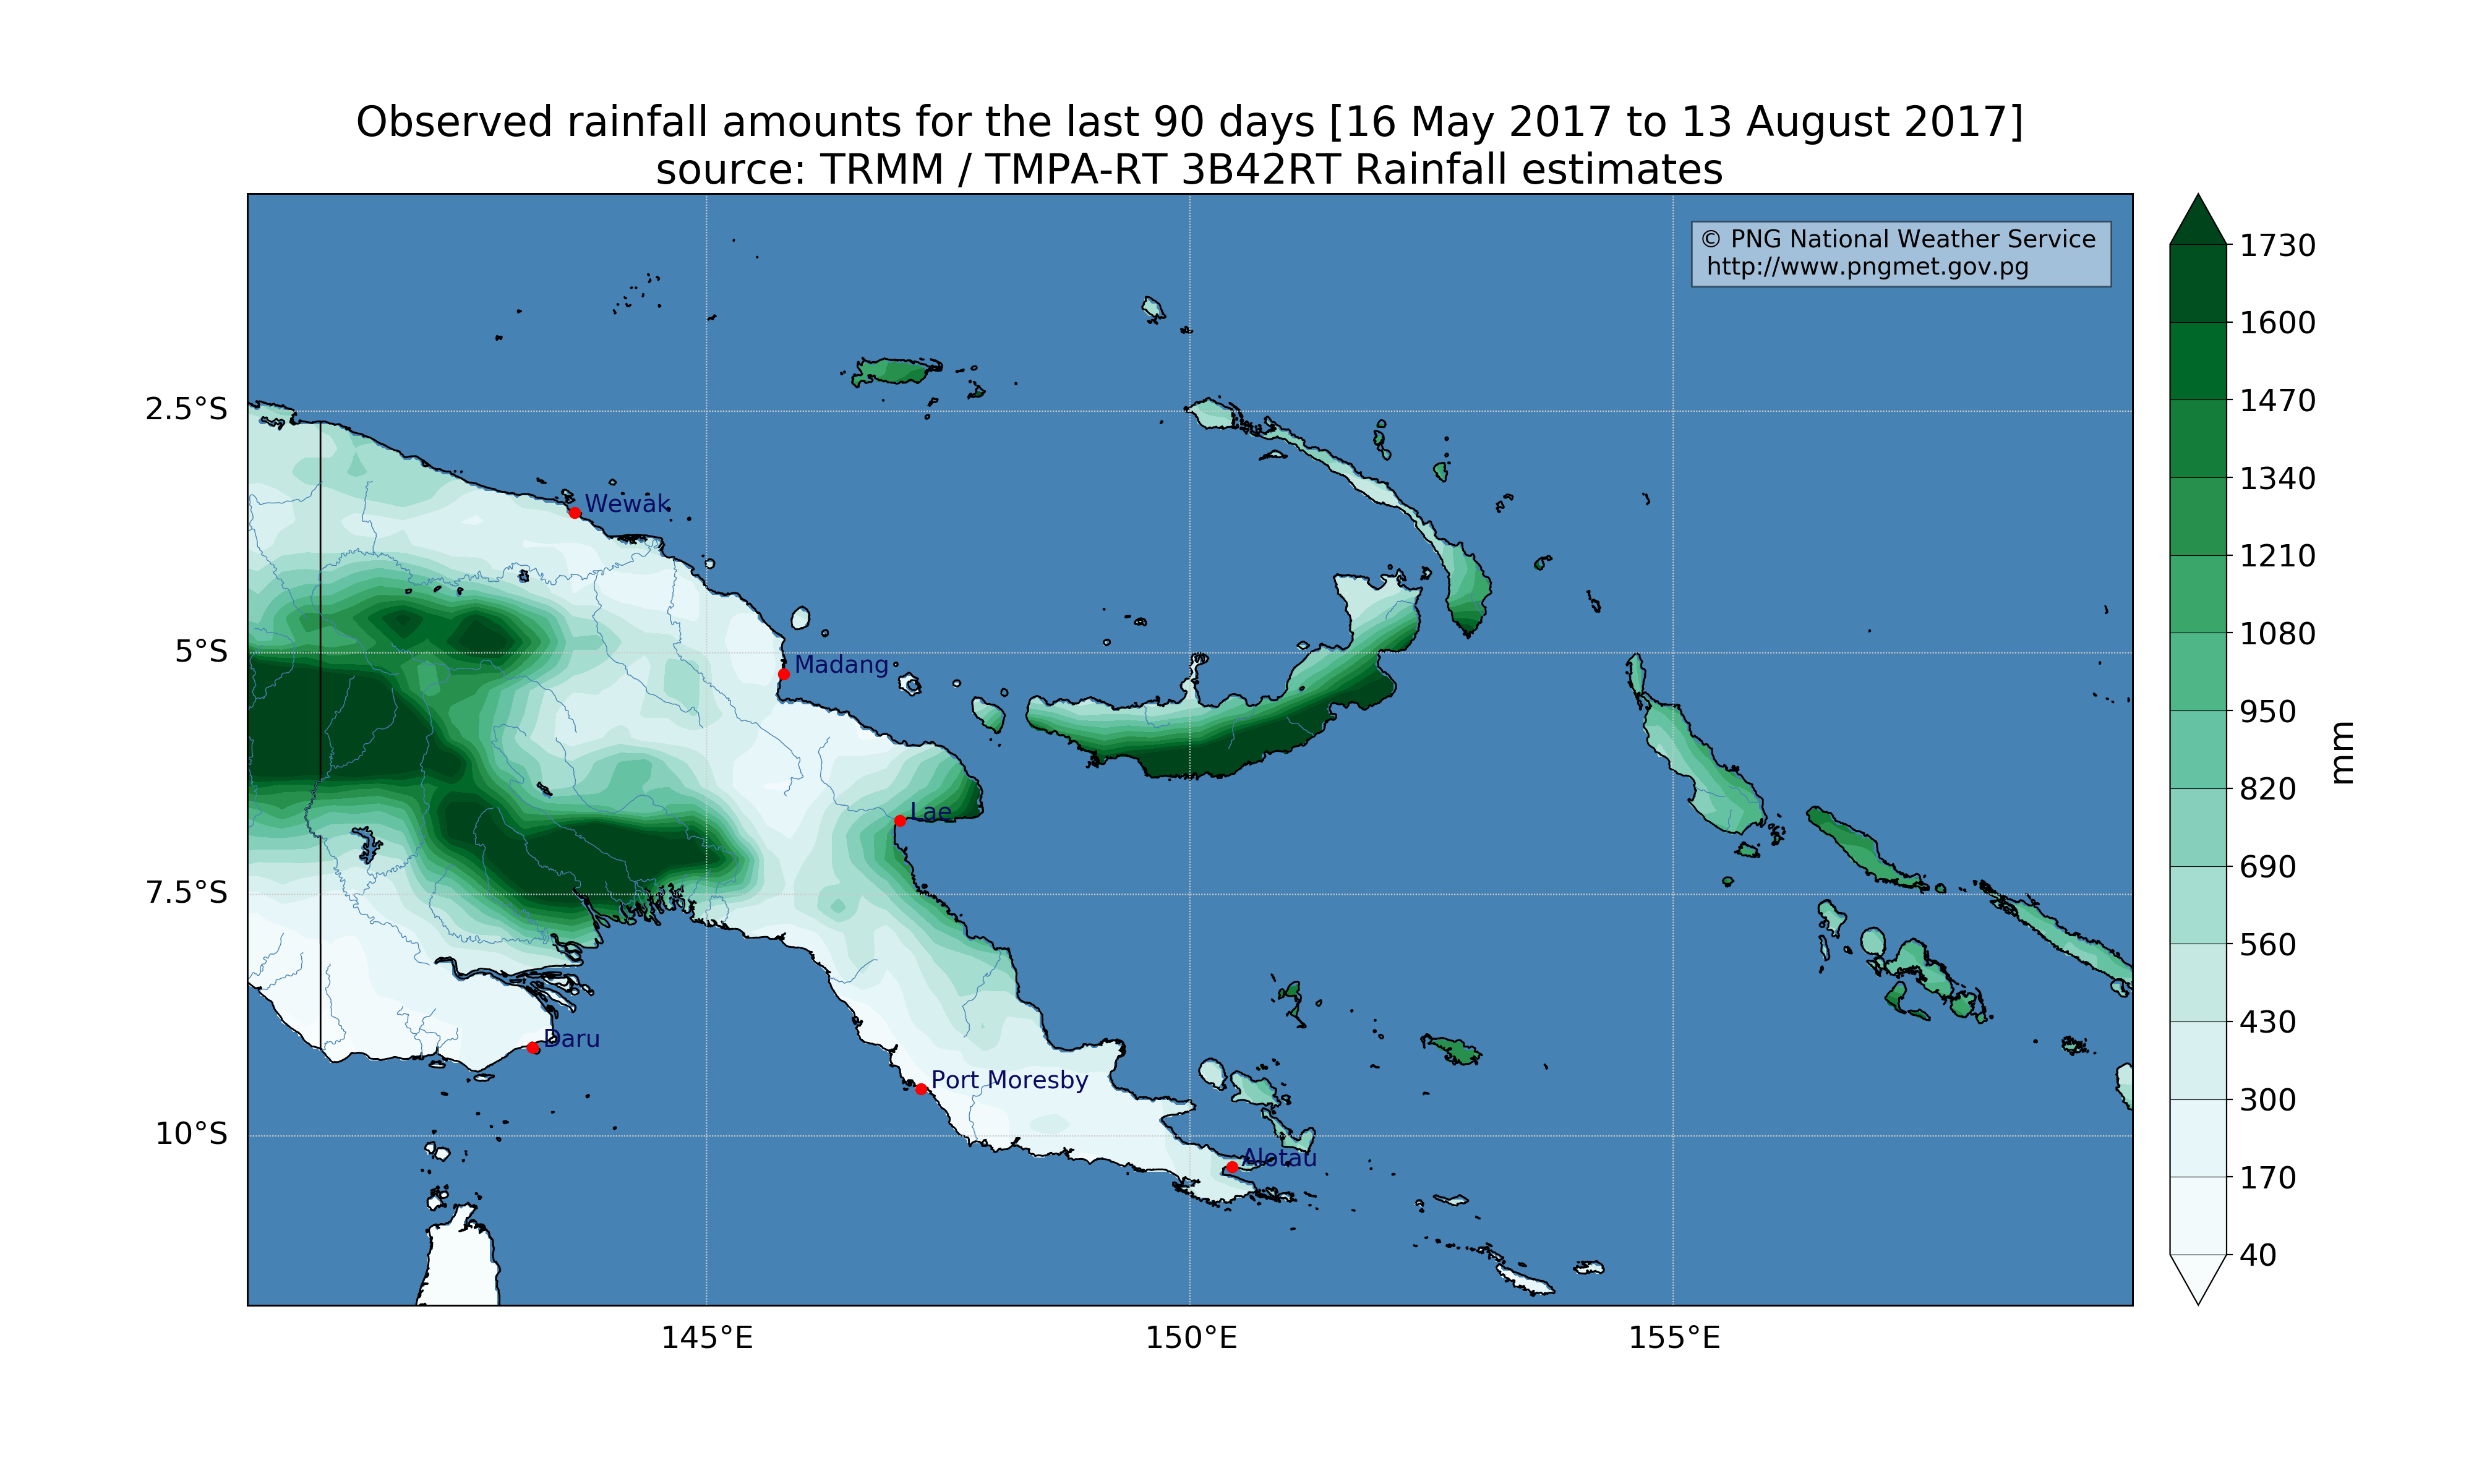 Observed rainfall amounts for the last 90 days [16 May 2017 to 13 August 2017]
source: TRMM / TMPA-RT 3B42RT Rainfall estimates
© PNG National Weather Service
http://www.pngmet.gov.pg
1730
1600
1470
1340
1210
1080
950
820
690
560
430
300
170
40
mm
2.5°S
5°S
7.5°S
10°S
Wewak
Madang
Lae
Daru
Port Moresby
Alotau
145°E
150°E
155°E